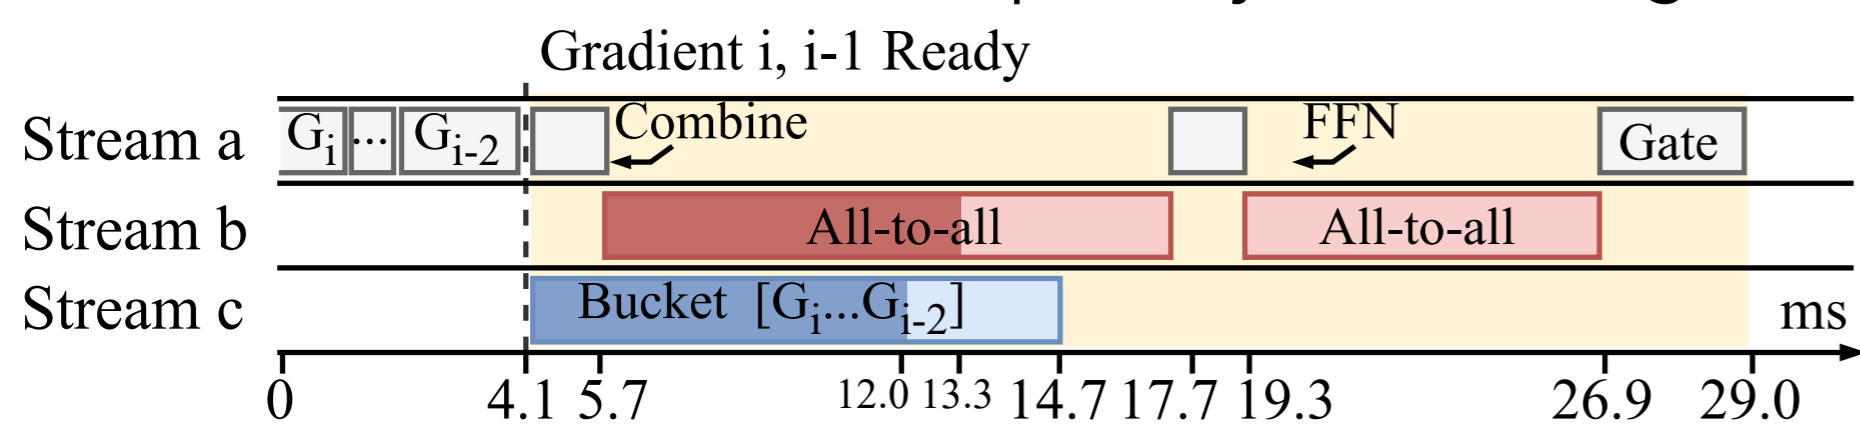 Gradient i, i-1 Ready
Stream a Gi ... Gi-2 Combine FFN Gate
Stream b All-to-all All-to-all
Stream c Bucket [Gi...Gi-2] ms
0 4.1 5.7 12.0 13.3 14.7 17.7 19.3 26.9 29.0